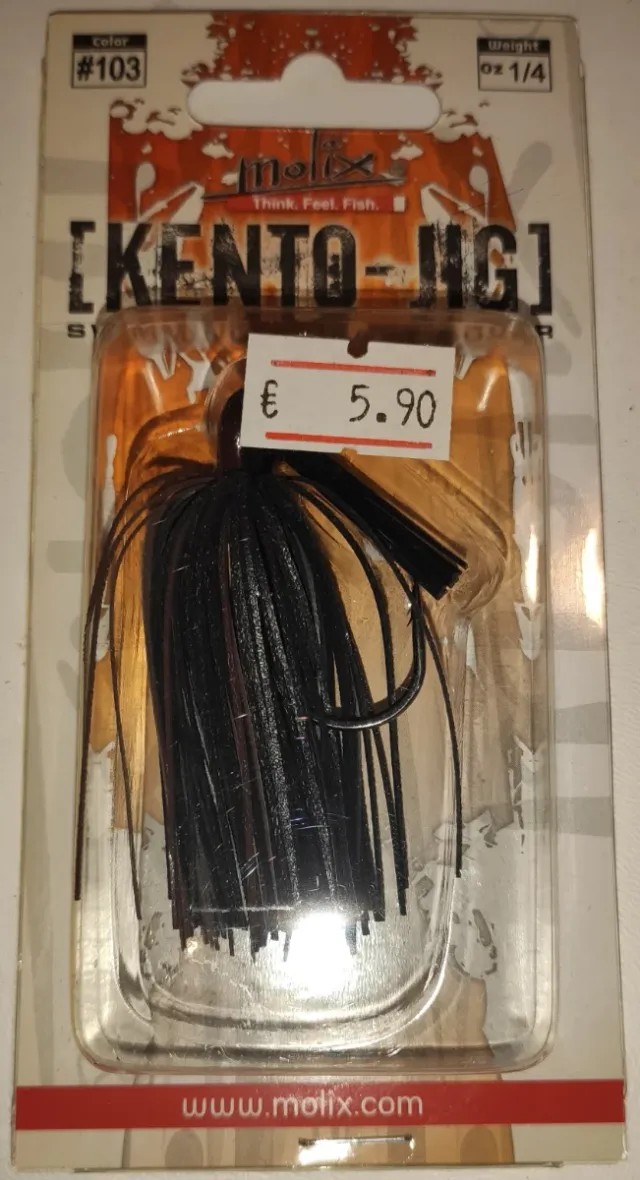 Color
#103
Weight
oz 1/4
molix
Think. Feel. Fish.
[KENTO-JIG]
€ 5.90
www.molix.com